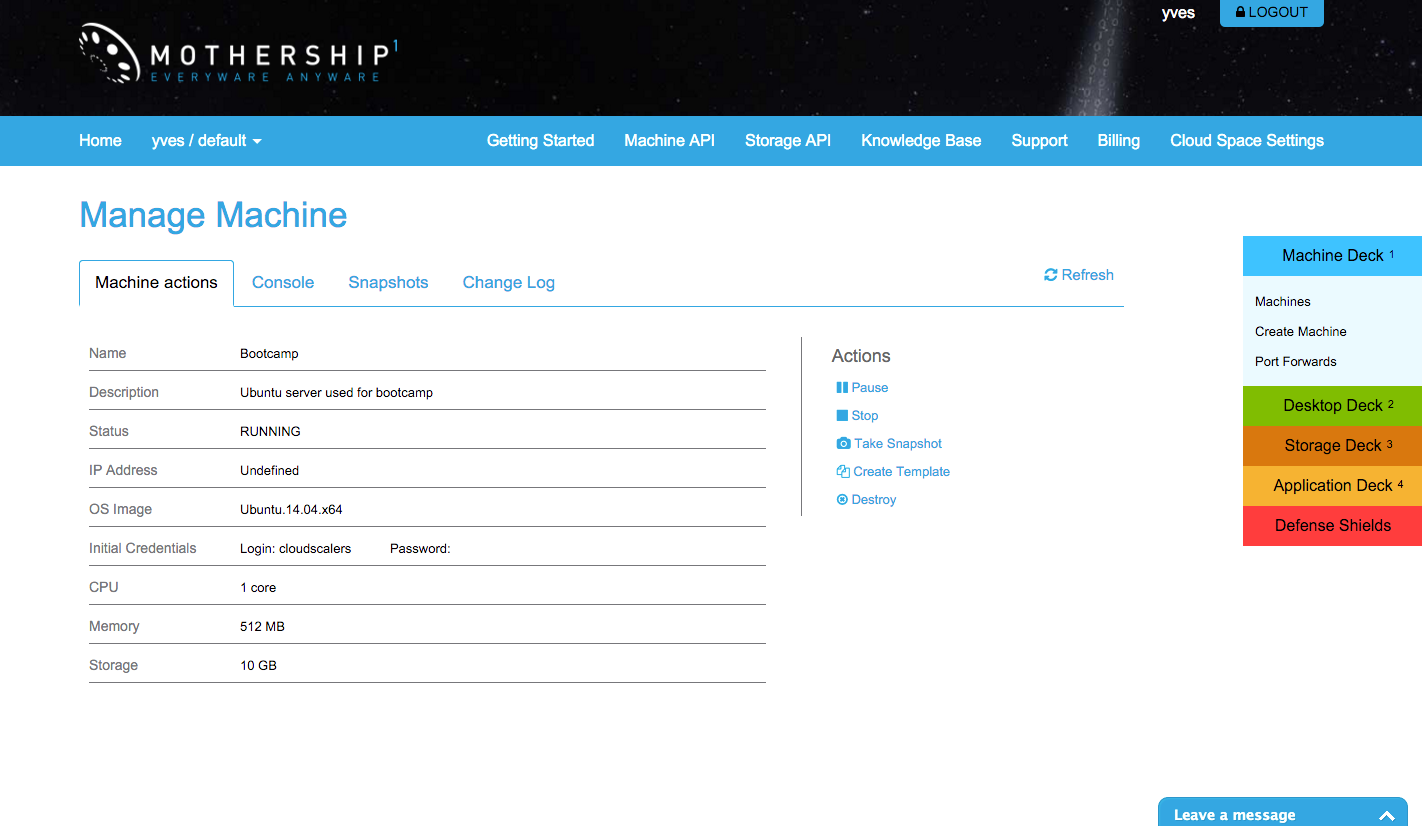 yves LOGOUT
MOTHERSHIP1
EVERYWARE ANYWARE
Home yves / default Getting Started Machine API Storage API Knowledge Base Support Billing Cloud Space Settings
Manage Machine
Machine actions Console Snapshots Change Log Refresh
Name Bootcamp
Description Ubuntu server used for bootcamp
Status RUNNING
IP Address Undefined
OS Image Ubuntu.14.04.x64
Initial Credentials Login: cloudscalers Password:
CPU 1 core
Memory 512 MB
Storage 10 GB
Actions
Pause
Stop
Take Snapshot
Create Template
Destroy
Machine Deck 1
Machines
Create Machine
Port Forwards
Desktop Deck 2
Storage Deck 3
Application Deck 4
Defense Shields
Leave a message